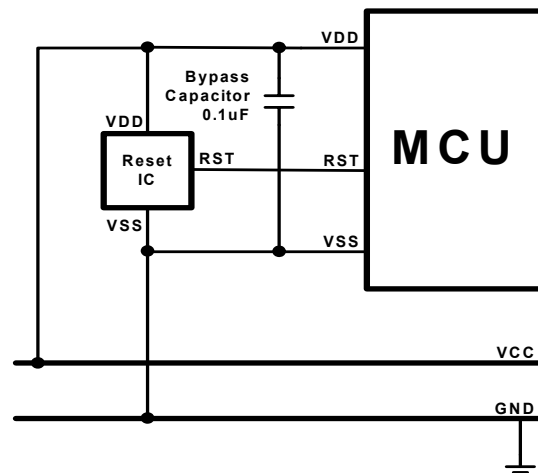 VDD
Bypass
Capacitor
0.1uF
VDD
MCU
Reset
IC
RST
RST
VSS
VSS
VCC
GND